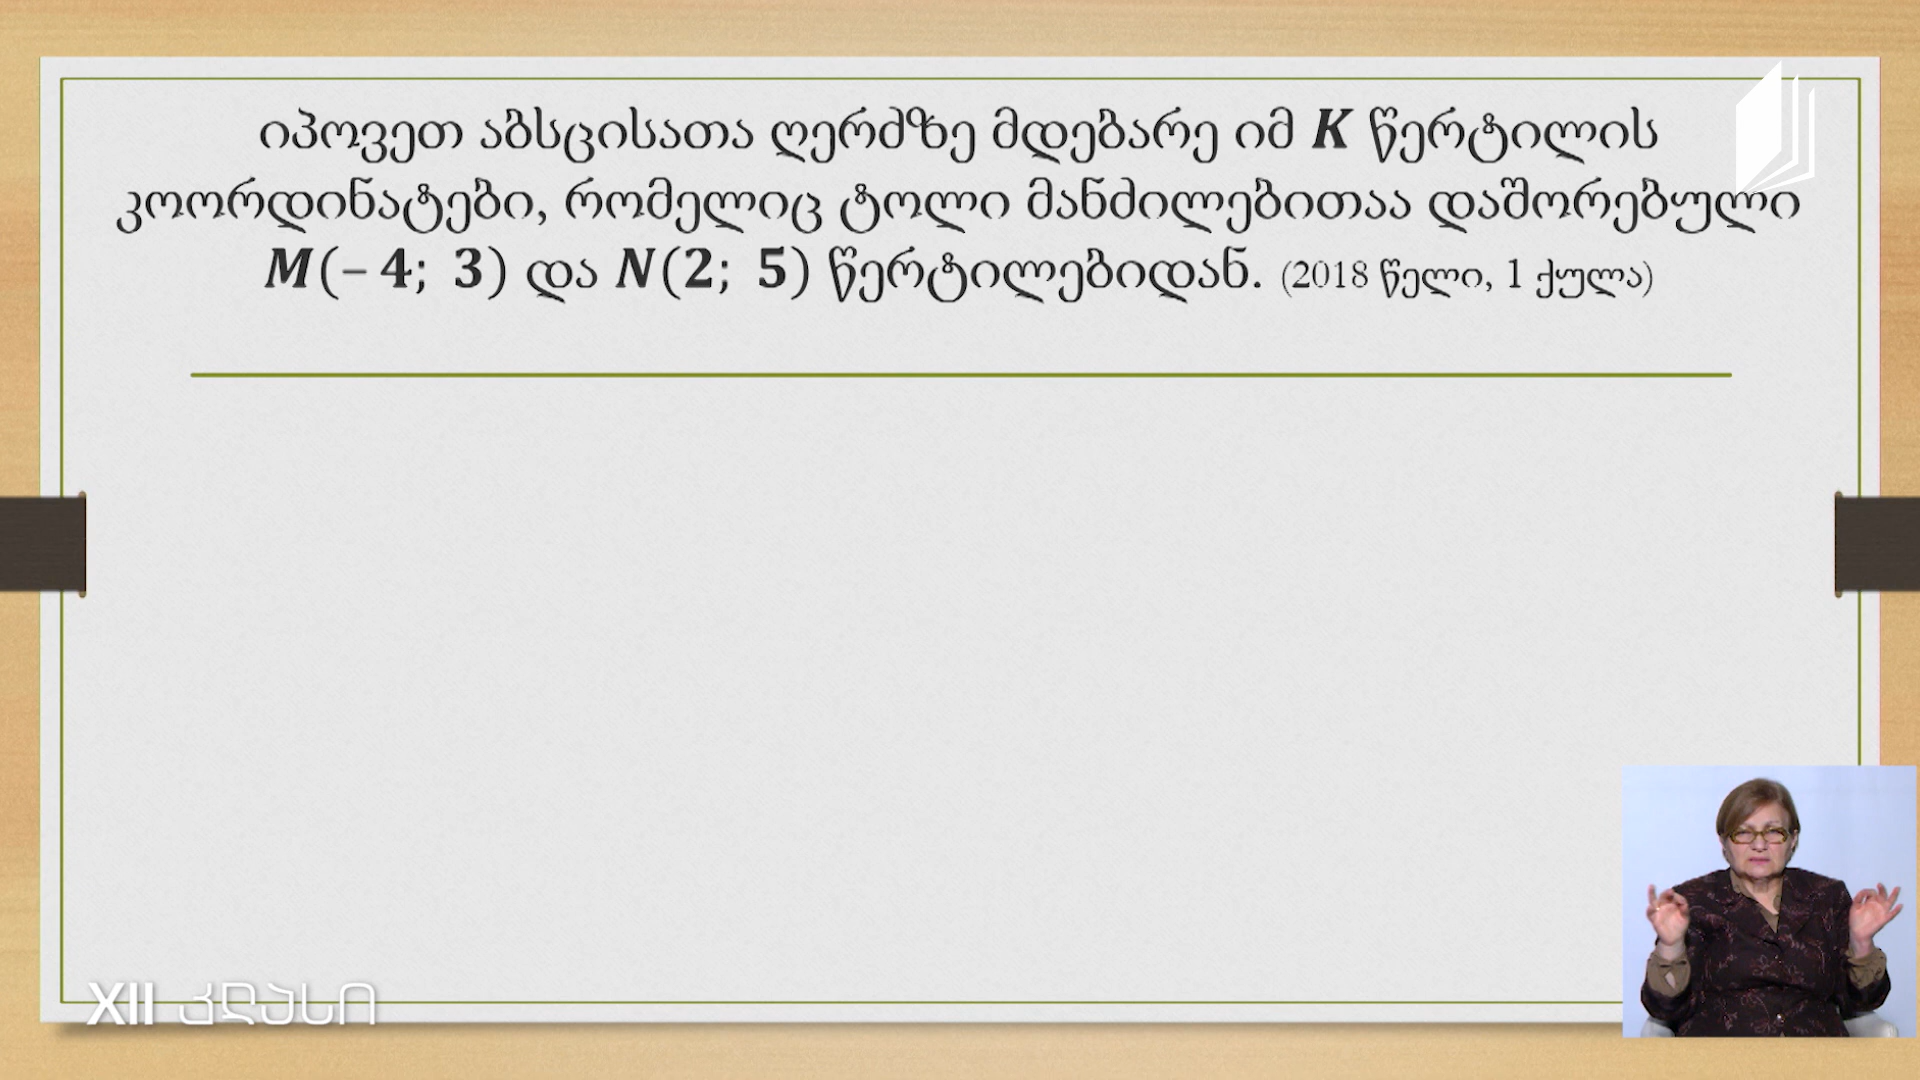 იპოვეთ აბსცისათა ღერძზე მდებარე იმ K წერტილის
კოორდინატები, რომელიც ტოლი მანძილებითაა დაშორებული
M(– 4; 3) და N(2; 5) წერტილებიდან. (2018 წელი, 1 ქულა)
XII კლასი